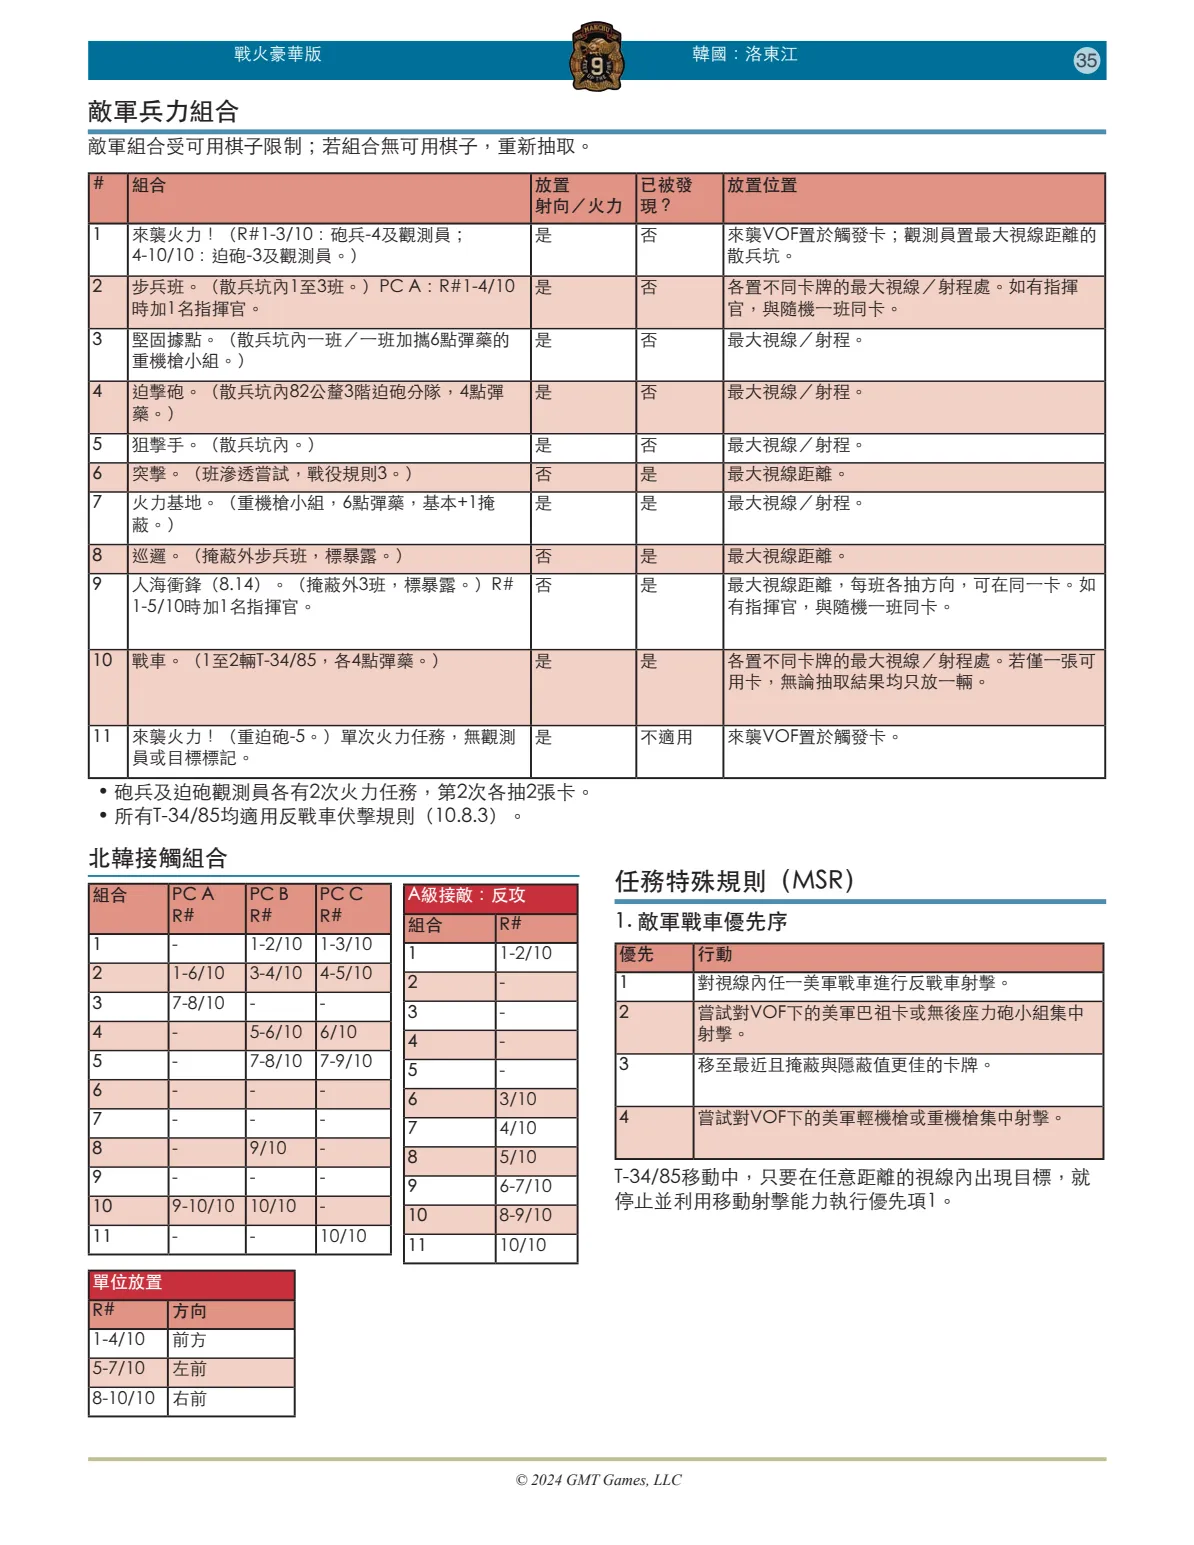 戰火豪華版
韓國：洛東江
35
MANCHU
9
敵軍兵力組合
敵軍組合受可用棋子限制；若組合無可用棋子，重新抽取。
# 組合 放置 射向／火力 已被發現？ 放置位置
1 來襲火力！（R#1-3/10：砲兵-4及觀測員； 是 否 來襲VOF置於觸發卡；觀測員置最大視線距離的
4-10/10：迫砲-3及觀測員。） 散兵坑。
2 步兵班。（散兵坑內1至3班。）PC A：R#1-4/10 是 否 各置不同卡牌的最大視線／射程處。如有指揮
時加1名指揮官。 官，與隨機一班同卡。
3 堅固據點。（散兵坑內一班／一班加攜6點彈藥的 是 否 最大視線／射程。
重機槍小組。）
4 迫擊砲。（散兵坑內82公釐3階迫砲分隊，4點彈 是 否 最大視線／射程。
藥。）
5 狙擊手。（散兵坑內。） 是 否 最大視線／射程。
6 突擊。（班滲透嘗試，戰役規則3。） 否 是 最大視線距離。
7 火力基地。（重機槍小組，6點彈藥，基本+1掩 是 是 最大視線／射程。
蔽。）
8 巡邏。（掩蔽外步兵班，標暴露。） 否 是 最大視線距離。
9 人海衝鋒（8.14）。（掩蔽外3班，標暴露。）R# 否 是 最大視線距離，每班各抽方向，可在同一卡。如
1-5/10時加1名指揮官。 有指揮官，與隨機一班同卡。
10 戰車。（1至2輛T-34/85，各4點彈藥。） 是 是 各置不同卡牌的最大視線／射程處。若僅一張可
用卡，無論抽取結果均只放一輛。
11 來襲火力！（重迫砲-5。）單次火力任務，無觀測 是 不適用 來襲VOF置於觸發卡。
員或目標標記。
• 砲兵及迫砲觀測員各有2次火力任務，第2次各抽2張卡。
• 所有T-34/85均適用反戰車伏擊規則（10.8.3）。
北韓接觸組合
組合 PC A R# PC B R# PC C R#
1 - 1-2/10 1-3/10
2 1-6/10 3-4/10 4-5/10
3 7-8/10 - -
4 - 5-6/10 6/10
5 - 7-8/10 7-9/10
6 - - -
7 - - -
8 - 9/10 -
9 - - -
10 9-10/10 10/10 -
11 - - 10/10
A級接敵：反攻
組合 R#
1 1-2/10
2 -
3 -
4 -
5 -
6 3/10
7 4/10
8 5/10
9 6-7/10
10 8-9/10
11 10/10
單位放置
R# 方向
1-4/10 前方
5-7/10 左前
8-10/10 右前
任務特殊規則（MSR）
1. 敵軍戰車優先序
優先 行動
1 對視線內任一美軍戰車進行反戰車射擊。
2 嘗試對VOF下的美軍巴祖卡或無後座力砲小組集中
射擊。
3 移至最近且掩蔽與隱蔽值更佳的卡牌。
4 嘗試對VOF下的美軍輕機槍或重機槍集中射擊。
T-34/85移動中，只要在任意距離的視線內出現目標，就
停止並利用移動射擊能力執行優先項1。
© 2024 GMT Games, LLC